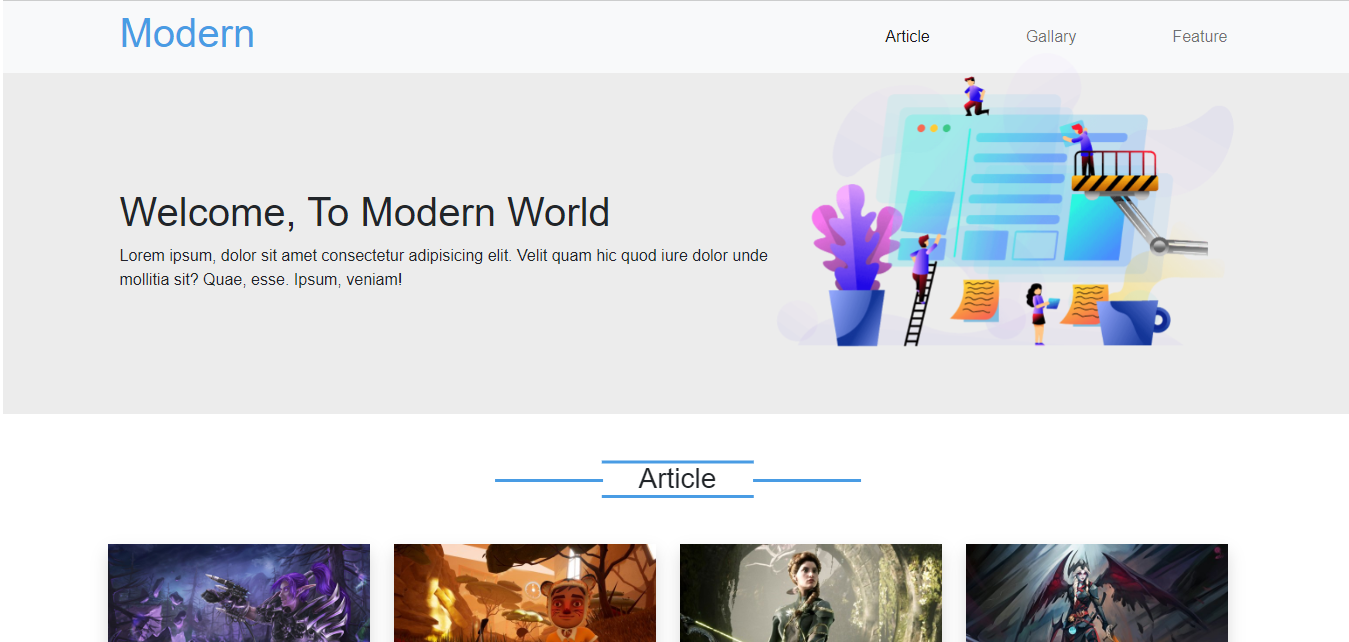 Modern
Article
Gallary
Feature
Welcome, To Modern World
Lorem ipsum, dolor sit amet consectetur adipisicing elit. Velit quam hic quod iure dolor unde
mollitia sit? Quae, esse. Ipsum, veniam!
Article